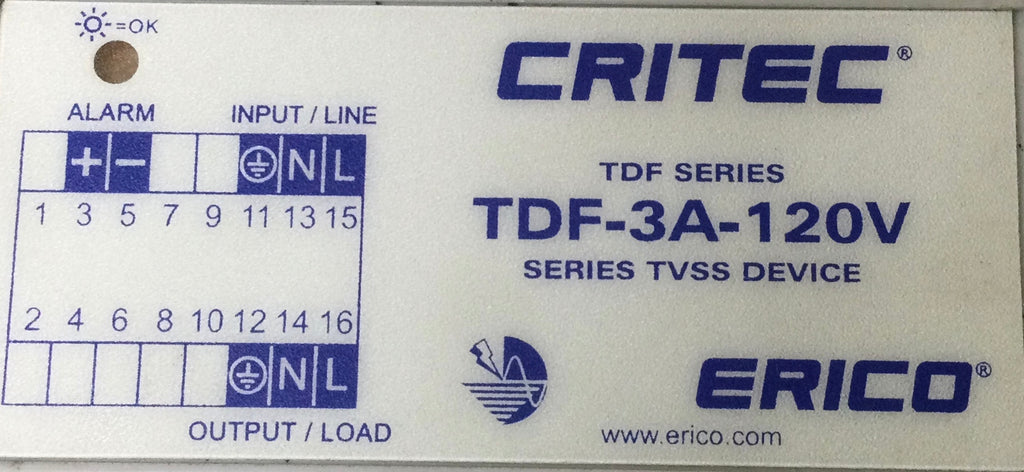 =OK
ALARM
INPUT / LINE
+ − N L
1 3 5 7 9 11 13 15
2 4 6 8 10 12 14 16
N L
OUTPUT / LOAD
CRITEC®
TDF SERIES
TDF-3A-120V
SERIES TVSS DEVICE
ERICO®
www.erico.com